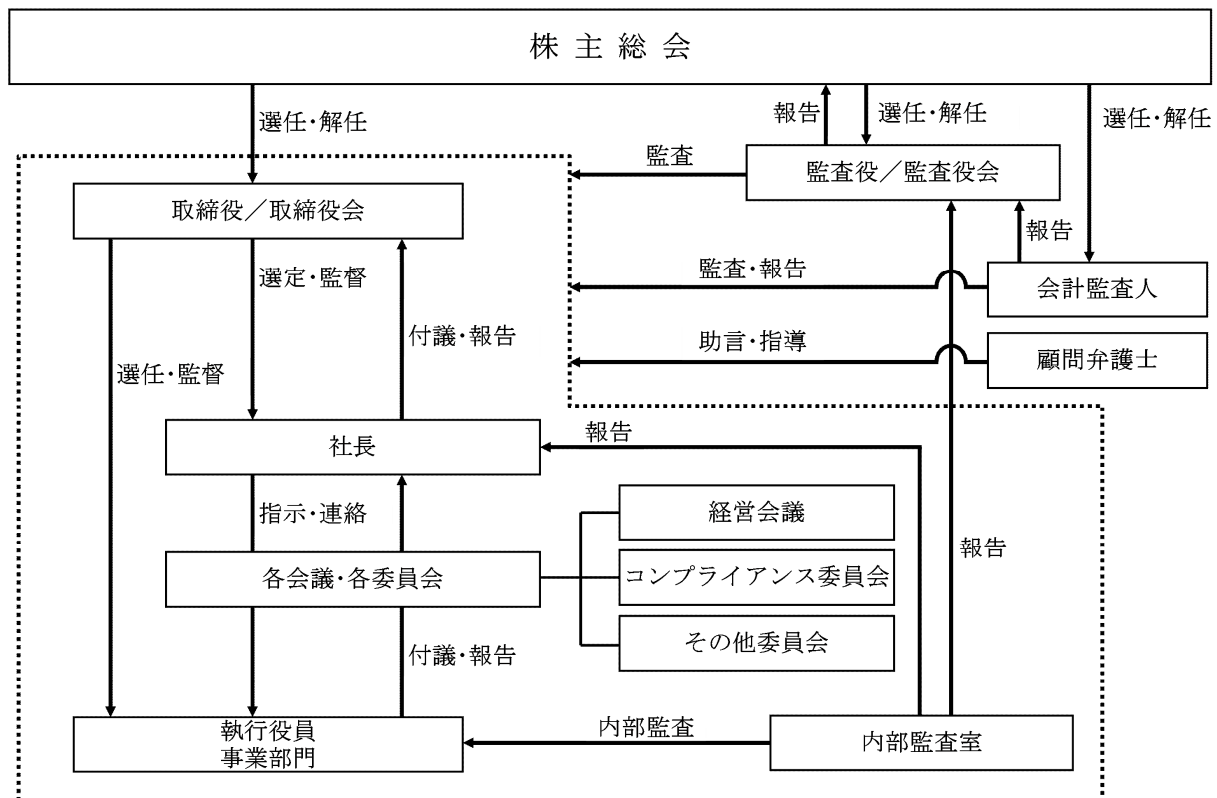 株主総会
選任・解任
報告
選任・解任
選任・解任
監査
監査役／監査役会
取締役／取締役会
報告
選定・監督
監査・報告
会計監査人
付議・報告
助言・指導
顧問弁護士
選任・監督
社長
報告
指示・連絡
経営会議
報告
各会議・各委員会
コンプライアンス委員会
その他委員会
付議・報告
執行役員
事業部門
内部監査
内部監査室